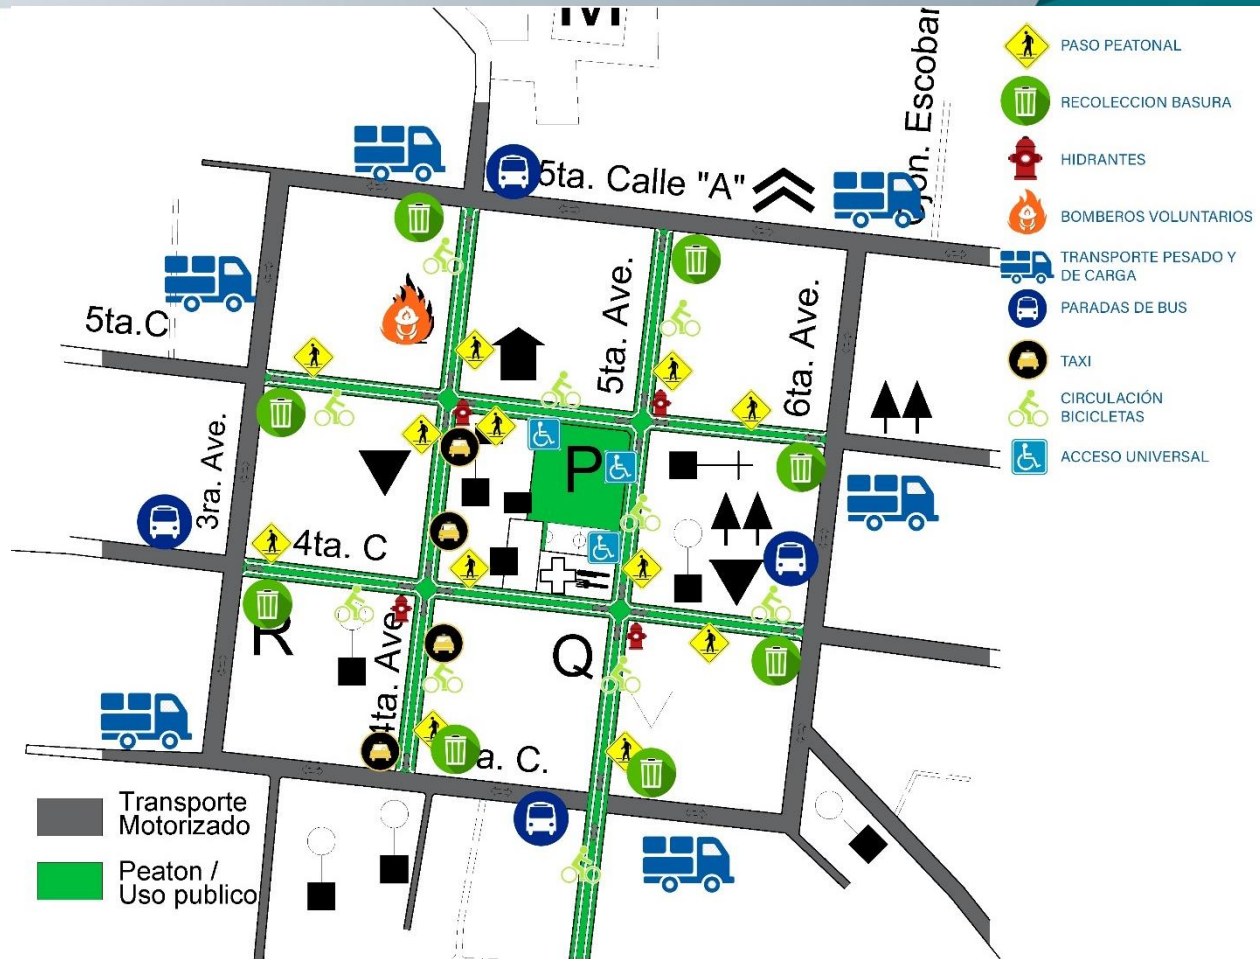 M
5ta. Calle "A"
jon. Escobar
5ta.C
5ta. Ave.
6ta. Ave.
3ra. Ave.
P
4ta. C
R
4ta. Ave
Q
a. C.
Transporte
Motorizado
Peaton /
Uso publico
PASO PEATONAL
RECOLECCION BASURA
HIDRANTES
BOMBEROS VOLUNTARIOS
TRANSPORTE PESADO Y
DE CARGA
PARADAS DE BUS
TAXI
CIRCULACIÓN
BICICLETAS
ACCESO UNIVERSAL